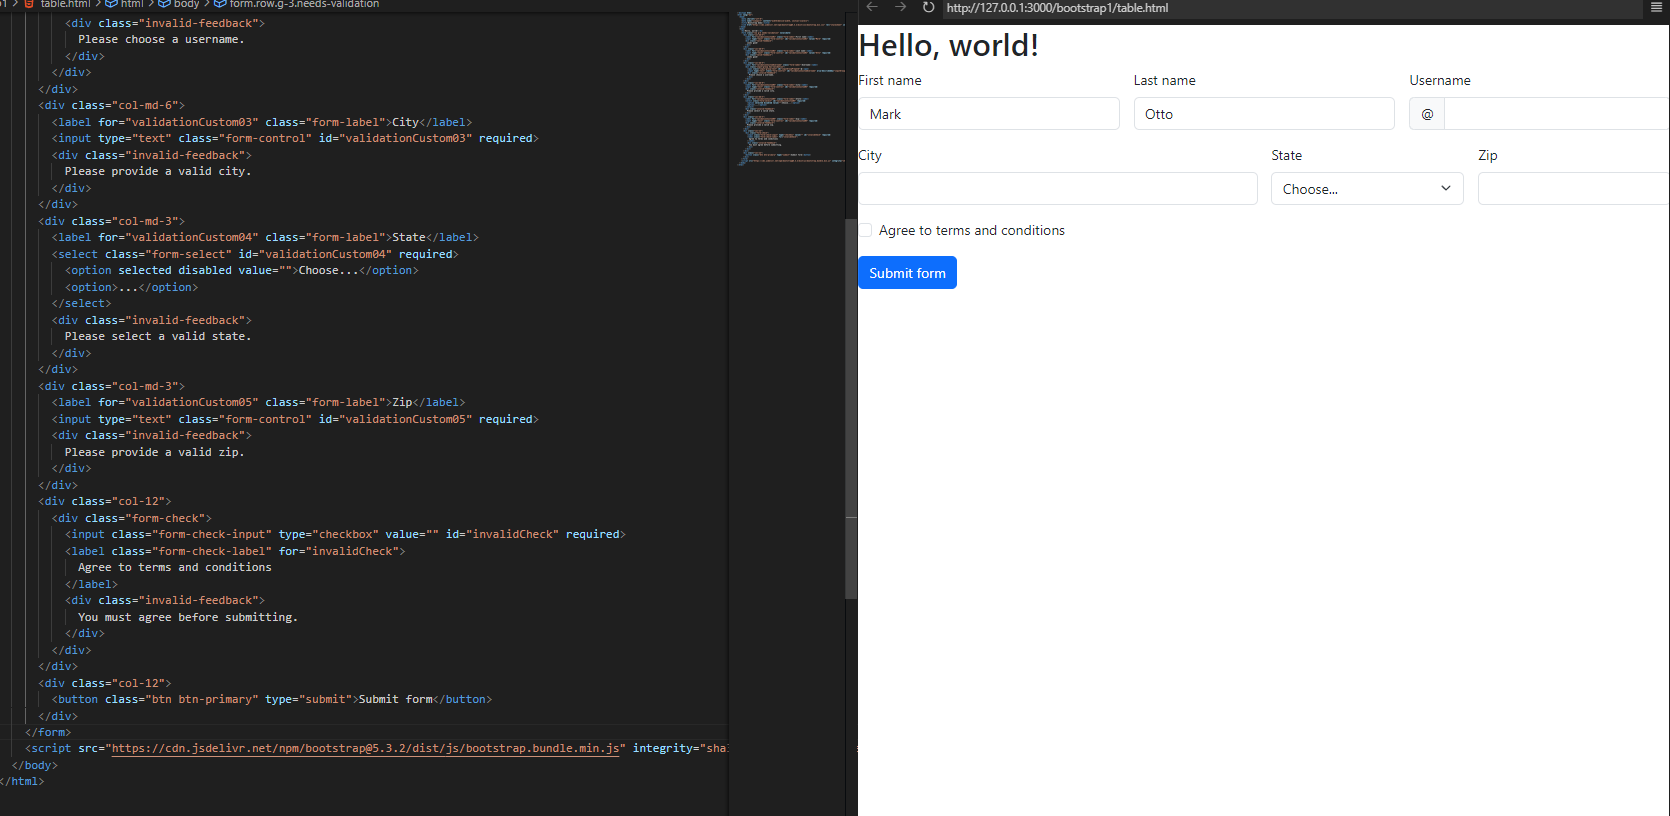 table.html > html > body > form.row.g-3.needs-validation
<div class="invalid-feedback">
Please choose a username.
</div>
</div>
</div>
<div class="col-md-6">
<label for="validationCustom03" class="form-label">City</label>
<input type="text" class="form-control" id="validationCustom03" required>
<div class="invalid-feedback">
Please provide a valid city.
</div>
</div>
<div class="col-md-3">
<label for="validationCustom04" class="form-label">State</label>
<select class="form-select" id="validationCustom04" required>
<option selected disabled value="">Choose...</option>
<option>...</option>
</select>
<div class="invalid-feedback">
Please select a valid state.
</div>
</div>
<div class="col-md-3">
<label for="validationCustom05" class="form-label">Zip</label>
<input type="text" class="form-control" id="validationCustom05" required>
<div class="invalid-feedback">
Please provide a valid zip.
</div>
</div>
<div class="col-12">
<div class="form-check">
<input class="form-check-input" type="checkbox" value="" id="invalidCheck" required>
<label class="form-check-label" for="invalidCheck">
Agree to terms and conditions
</label>
<div class="invalid-feedback">
You must agree before submitting.
</div>
</div>
</div>
<div class="col-12">
<button class="btn btn-primary" type="submit">Submit form</button>
</div>
</form>
<script src="https://cdn.jsdelivr.net/npm/bootstrap@5.3.2/dist/js/bootstrap.bundle.min.js" integrity="sha
</body>
</html>
http://127.0.0.1:3000/bootstrap1/table.html
Hello, world!
First name Last name Username
Mark Otto @
City State Zip
Choose...
Agree to terms and conditions
Submit form